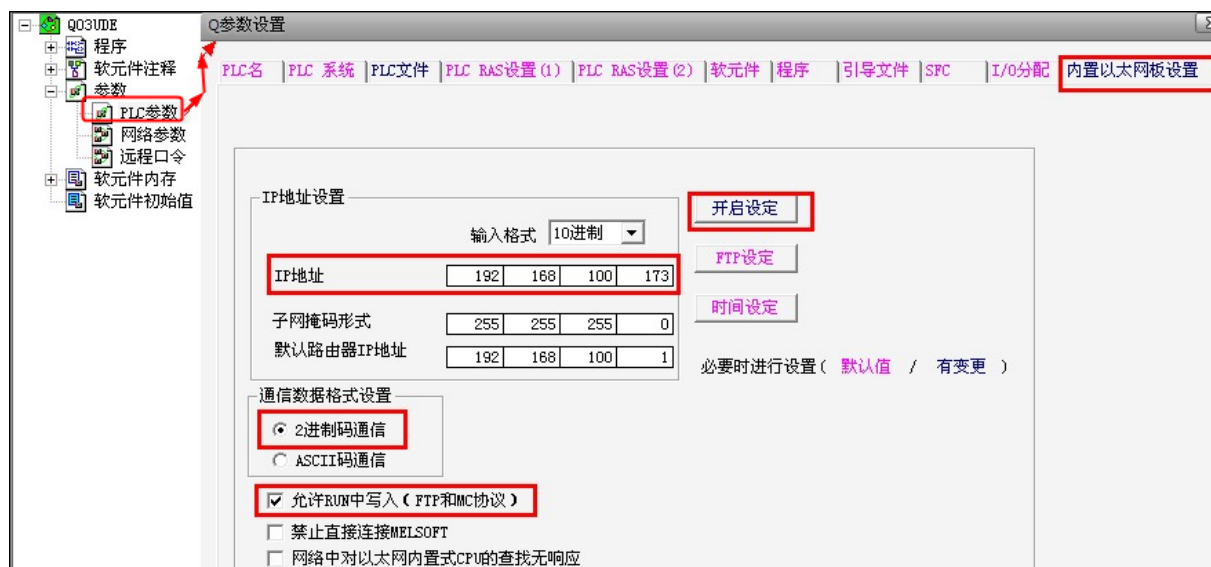 Q03UDE
程序
软元件注释
参数
PLC参数
网络参数
远程口令
软元件内存
软元件初始值
Q参数设置
PLC名 PLC 系统 PLC文件 PLC RAS设置(1) PLC RAS设置(2) 软元件 程序 引导文件 SFC I/O分配 内置以太网板设置
IP地址设置
输入格式 10进制
IP地址 192 168 100 173
子网掩码形式 255 255 255 0
默认路由器IP地址 192 168 100 1
开启设定
FTP设定
时间设定
必要时进行设置( 默认值 / 有变更 )
通信数据格式设置
2进制码通信
ASCII码通信
允许RUN中写入(FTP和MC协议)
禁止直接连接MELSOFT
网络中对以太网内置式CPU的查找无响应